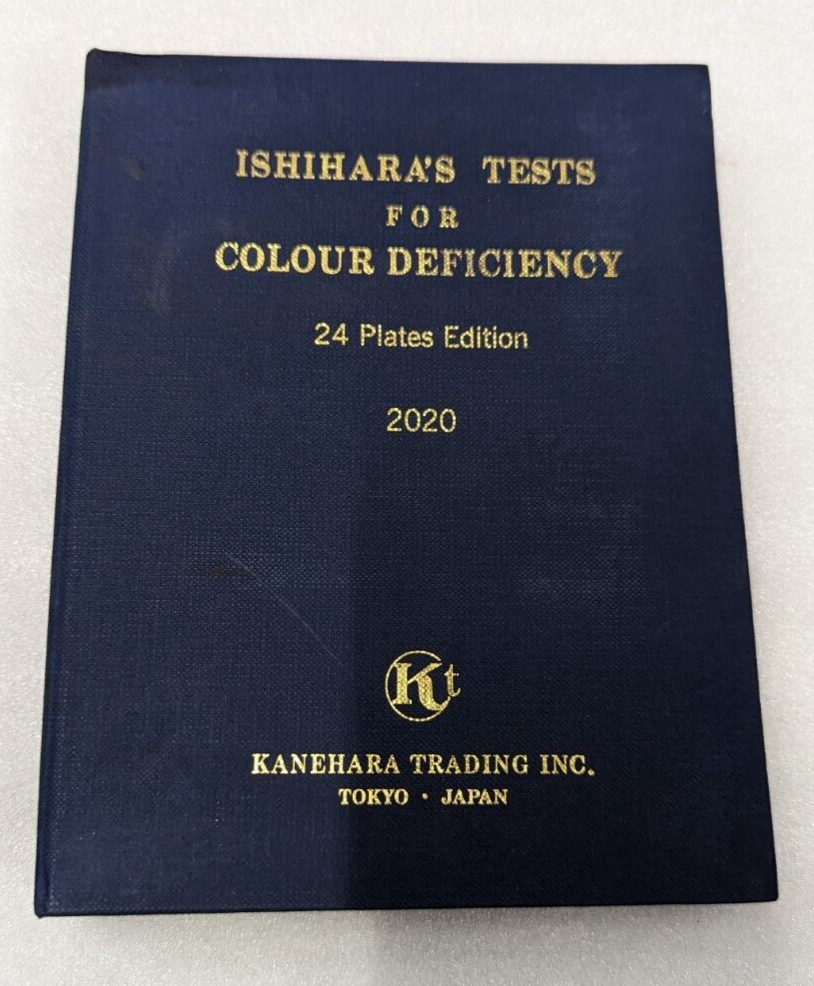 ISHIHARA'S TESTS
FOR
COLOUR DEFICIENCY
24 Plates Edition
2020
Kt
KANEHARA TRADING INC.
TOKYO · JAPAN